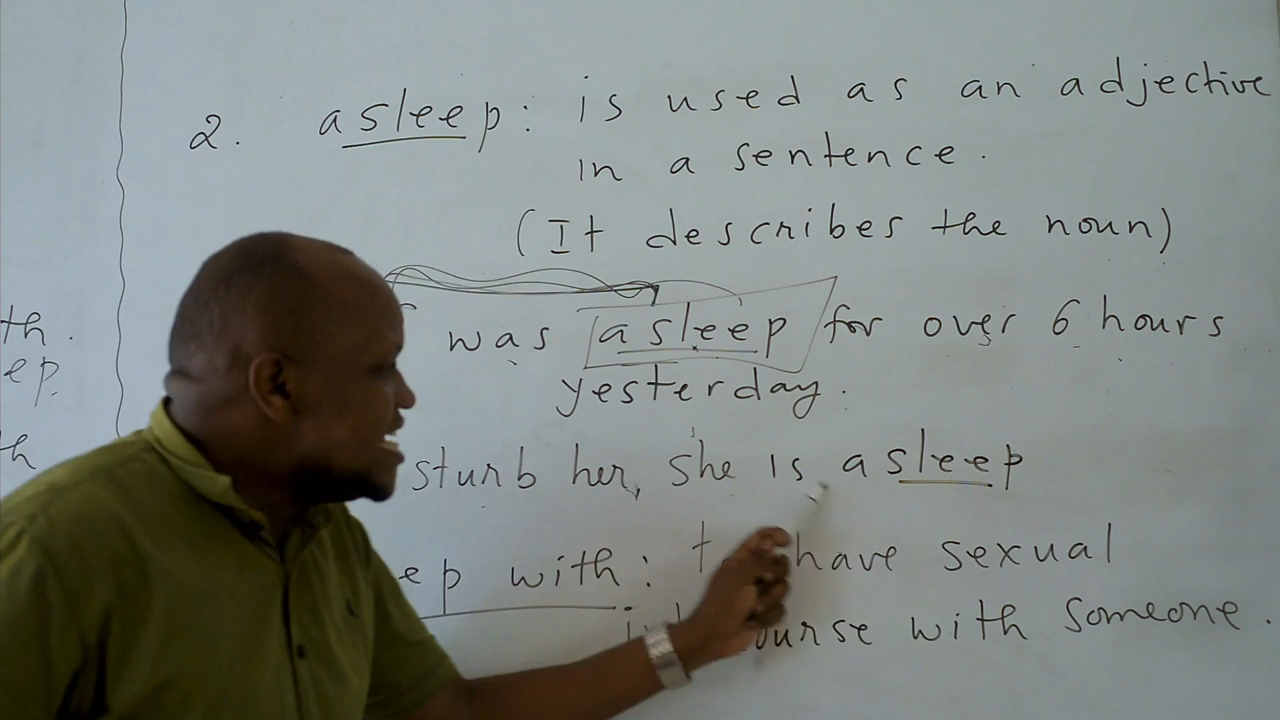 2. asleep: is used as an adjective
in a sentence.
(It describes the noun)
th.
was asleep for over 6 hours
ep.
yesterday.
th
sturb her, She is asleep
ep with: t have sexual
int ourse with someone.